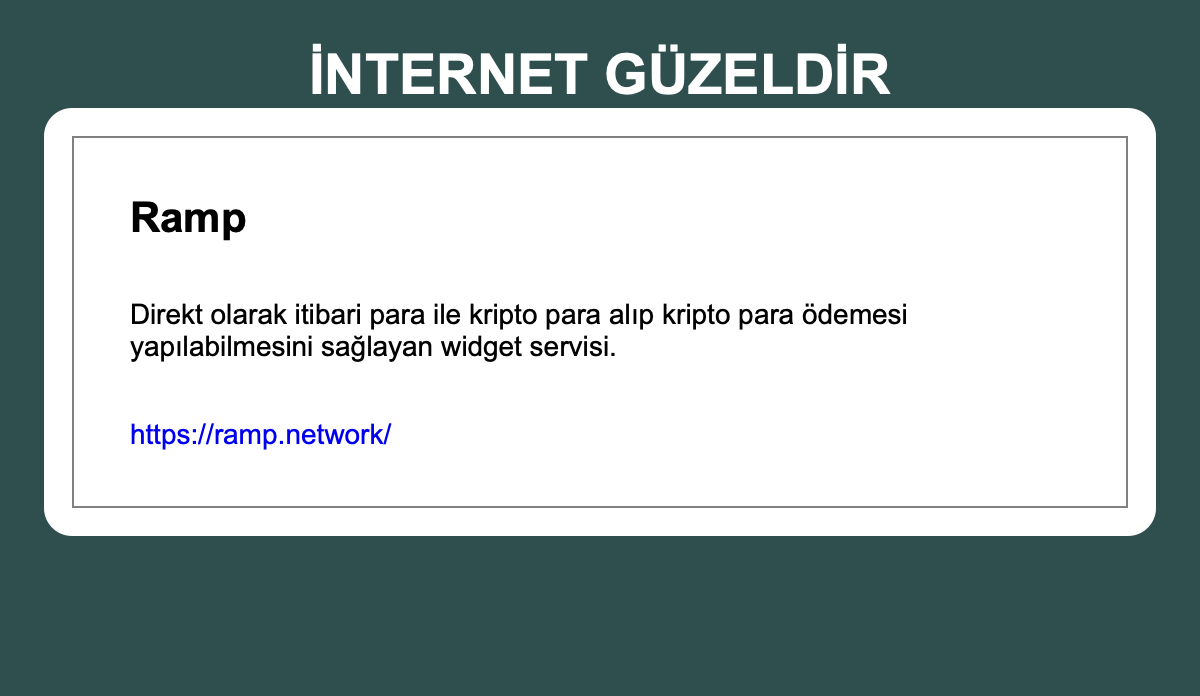 İNTERNET GÜZELDİR
Ramp
Direkt olarak itibari para ile kripto para alıp kripto para ödemesi
yapılabilmesini sağlayan widget servisi.
https://ramp.network/